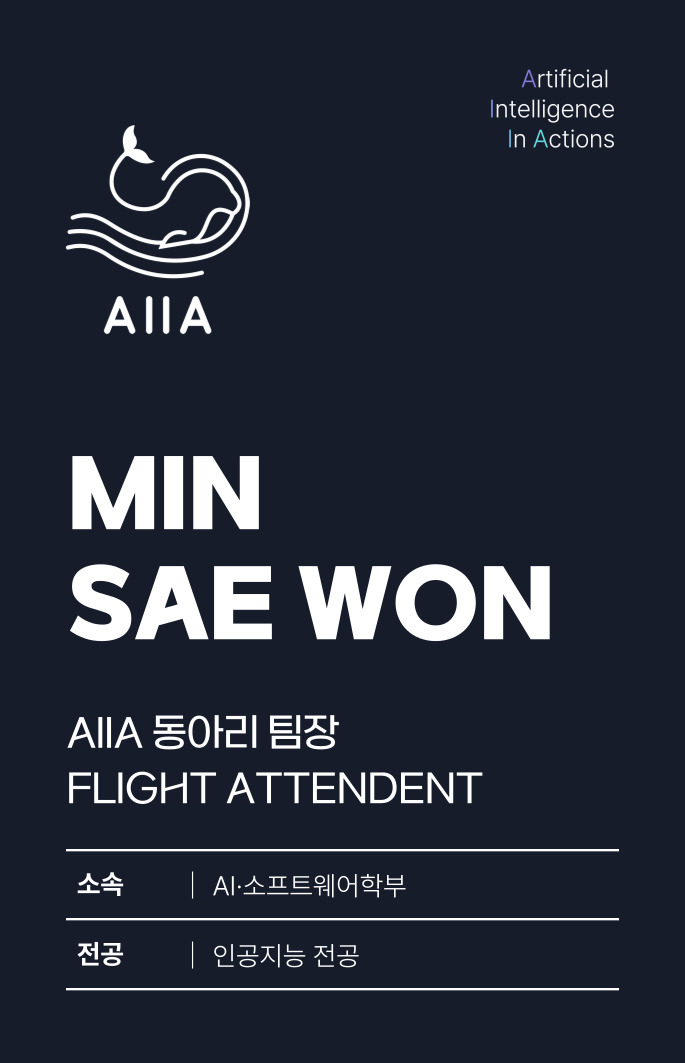 Artificial
Intelligence
In Actions
AIIA
MIN
SAE WON
AIIA 동아리 팀장
FLIGHT ATTENDENT
소속 | AI·소프트웨어학부
전공 | 인공지능 전공